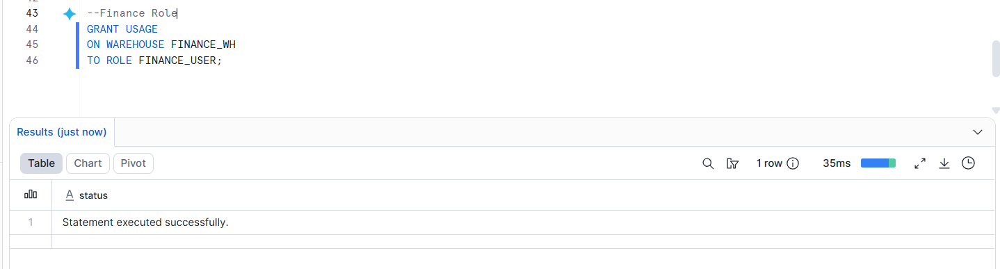 43 --Finance Role
44 GRANT USAGE
45 ON WAREHOUSE FINANCE_WH
46 TO ROLE FINANCE_USER;
Results (just now)
Table Chart Pivot 1 row 35ms
A status
1 Statement executed successfully.